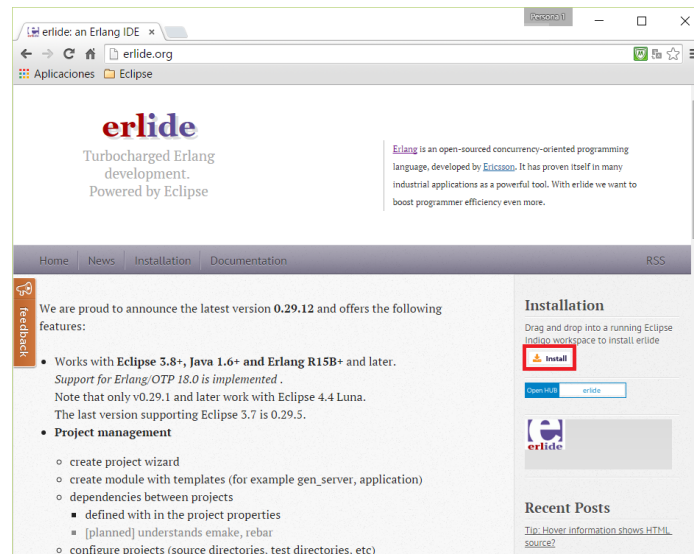 Persona 1
erlide: an Erlang IDE
erlide.org
Aplicaciones
Eclipse
erlide
Turbocharged Erlang
development.
Powered by Eclipse
Erlang is an open-sourced concurrency-oriented programming
language, developed by Ericsson. It has proven itself in many
industrial applications as a powerful tool. With erlide we want to
boost programmer efficiency even more.
Home News Installation Documentation RSS
feedback
We are proud to announce the latest version 0.29.12 and offers the following
features:
Works with Eclipse 3.8+, Java 1.6+ and Erlang R15B+ and later.
Support for Erlang/OTP 18.0 is implemented .
Note that only v0.29.1 and later work with Eclipse 4.4 Luna.
The last version supporting Eclipse 3.7 is 0.29.5.
Project management
create project wizard
create module with templates (for example gen_server, application)
dependencies between projects
defined with in the project properties
[planned] understands emake, rebar
configure projects (source directories, test directories, etc)
Installation
Drag and drop into a running Eclipse
Indigo workspace to install erlide
Install
Open HUB erlide
erlide
Recent Posts
Tip: Hover information shows HTML
source?